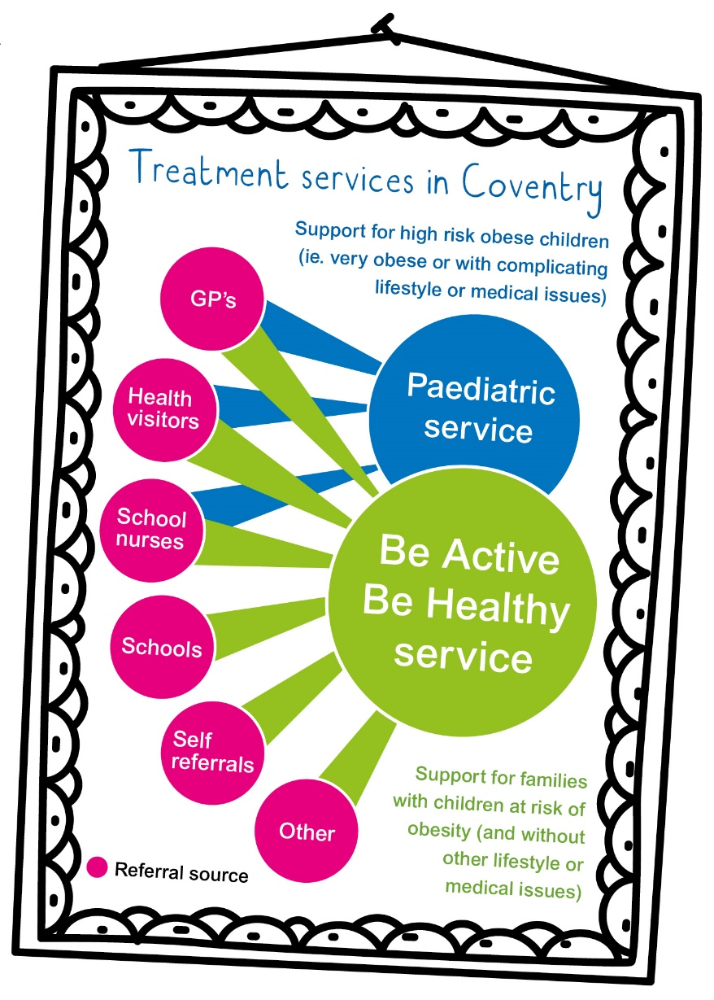 Treatment services in Coventry
Support for high risk obese children
(ie. very obese or with complicating
lifestyle or medical issues)
GP's
Health
visitors
School
nurses
Schools
Self
referrals
Other
Paediatric
service
Be Active
Be Healthy
service
Support for families
with children at risk of
obesity (and without
other lifestyle or
medical issues)
Referral source